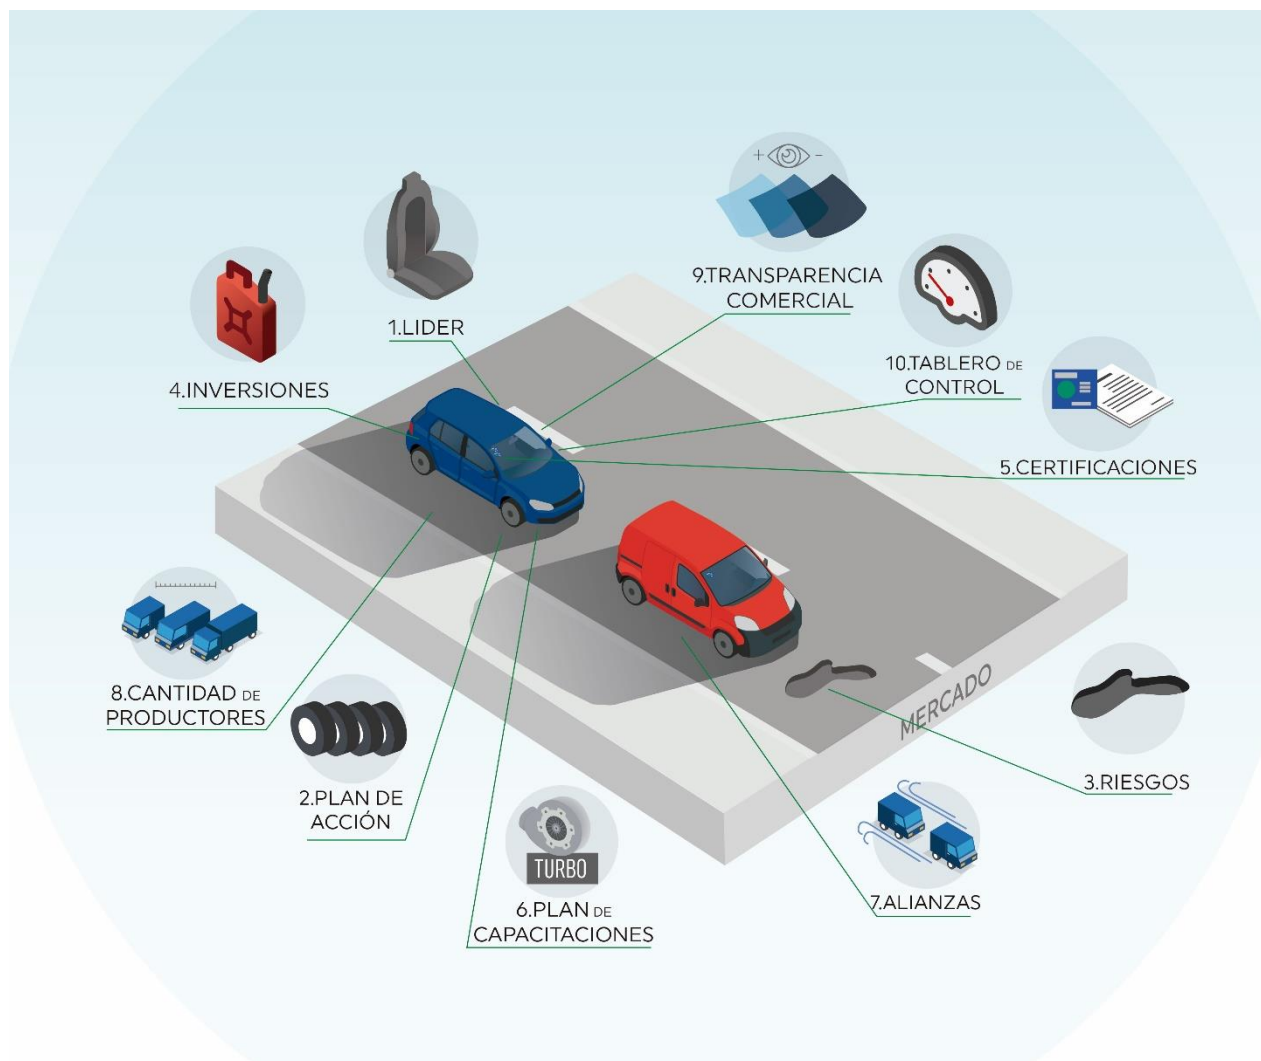 + -
9.TRANSPARENCIA
COMERCIAL
1.LIDER
10.TABLERO DE
CONTROL
4.INVERSIONES
5.CERTIFICACIONES
8.CANTIDAD DE
PRODUCTORES
MERCADO
2.PLAN DE
ACCIÓN
3.RIESGOS
TURBO
6.PLAN DE
CAPACITACIONES
7.ALIANZAS